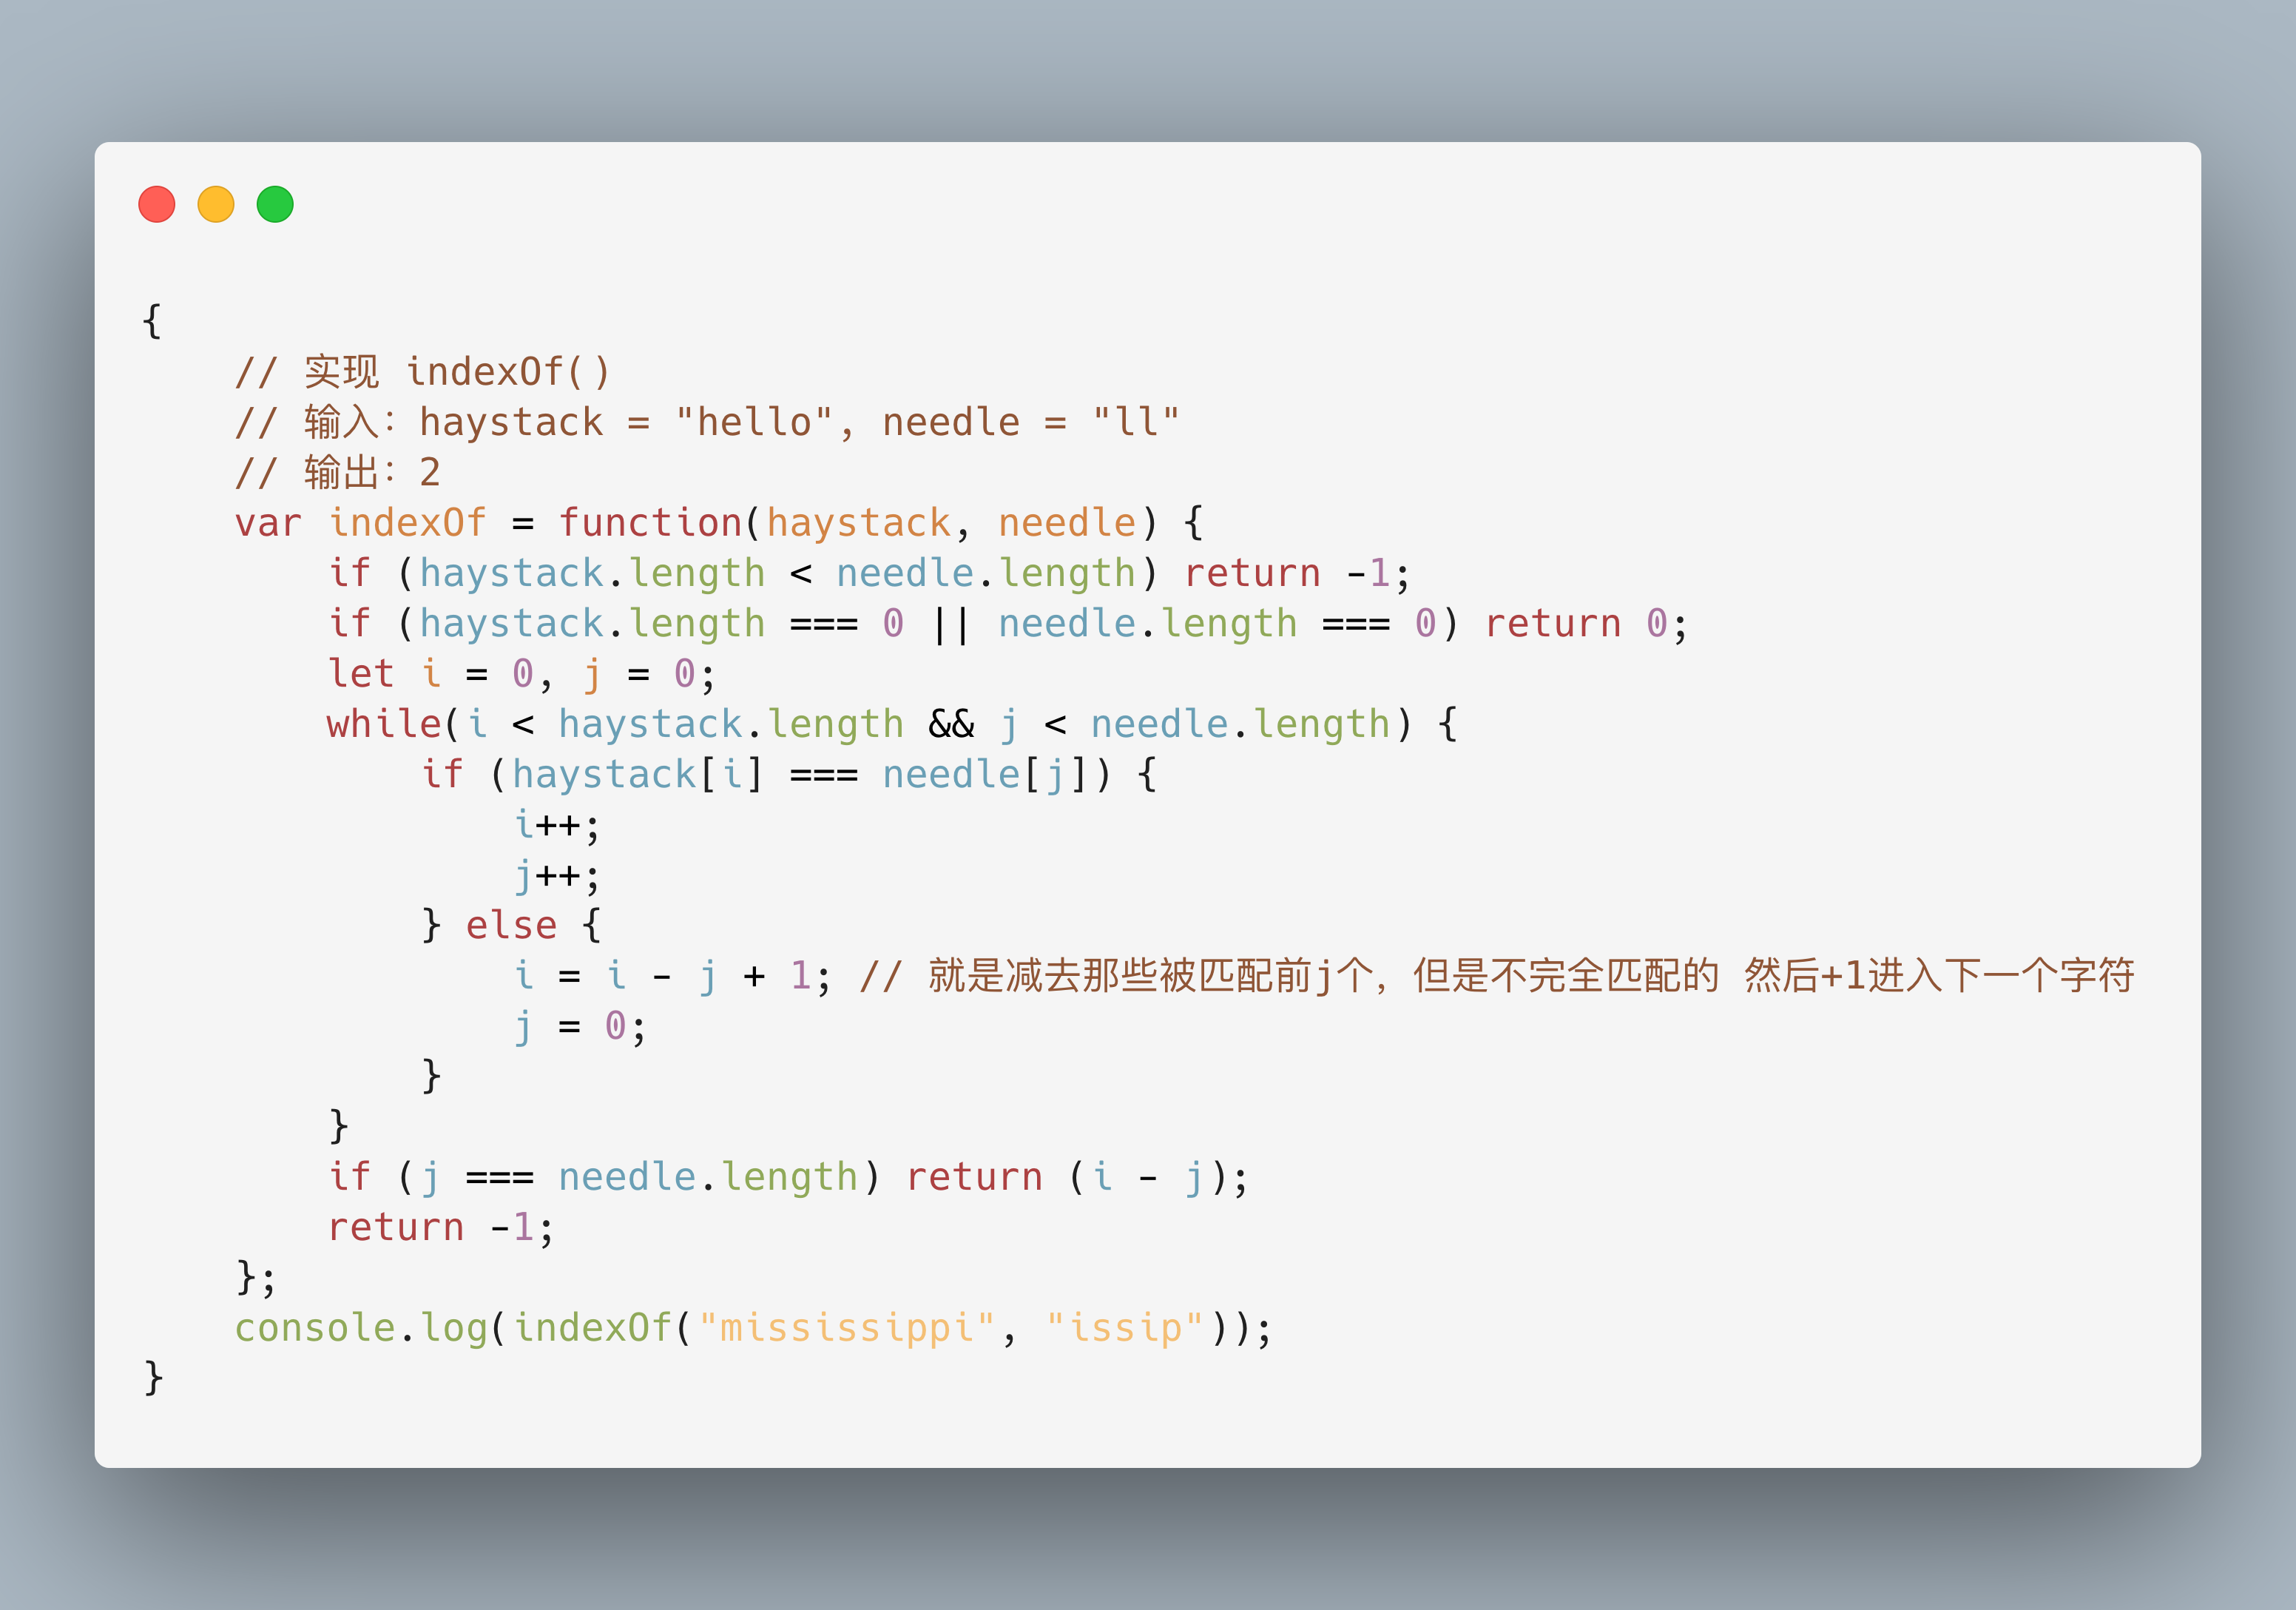 {
    // 实现 indexOf()
    // 输入：haystack = "hello", needle = "ll"
    // 输出：2
    var indexOf = function(haystack, needle) {
        if (haystack.length < needle.length) return -1;
        if (haystack.length === 0 || needle.length === 0) return 0;
        let i = 0, j = 0;
        while(i < haystack.length && j < needle.length) {
            if (haystack[i] === needle[j]) {
                i++;
                j++;
            } else {
                i = i - j + 1; // 就是减去那些被匹配前j个，但是不完全匹配的 然后+1进入下一个字符
                j = 0;
            }
        }
        if (j === needle.length) return (i - j);
        return -1;
    };
    console.log(indexOf("mississippi", "issip"));
}